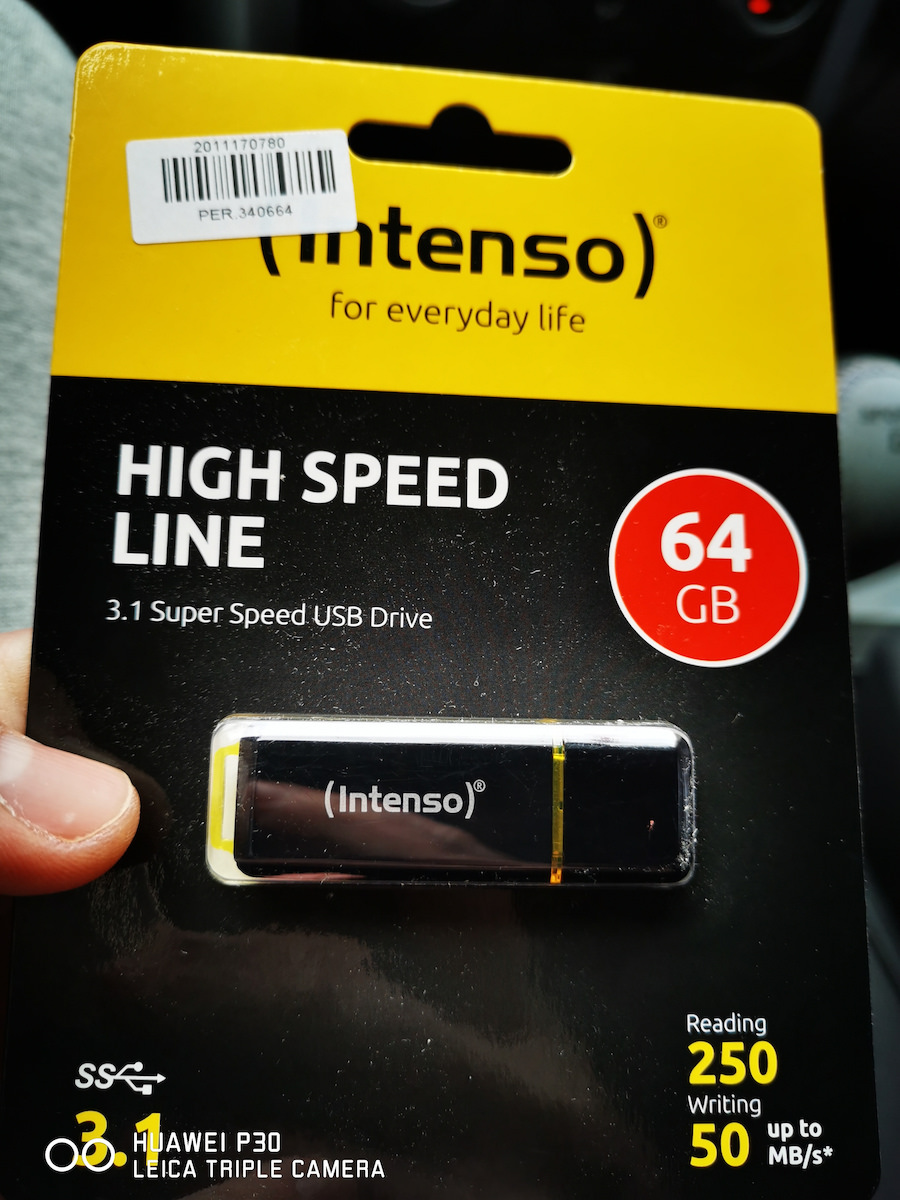 2011170780
PER.340664
(intenso)®
for everyday life
HIGH SPEED
LINE
64
GB
3.1 Super Speed USB Drive
(intenso)®
SS
3.1
Reading
250
Writing
50 up to
MB/s*
HUAWEI P30
LEICA TRIPLE CAMERA